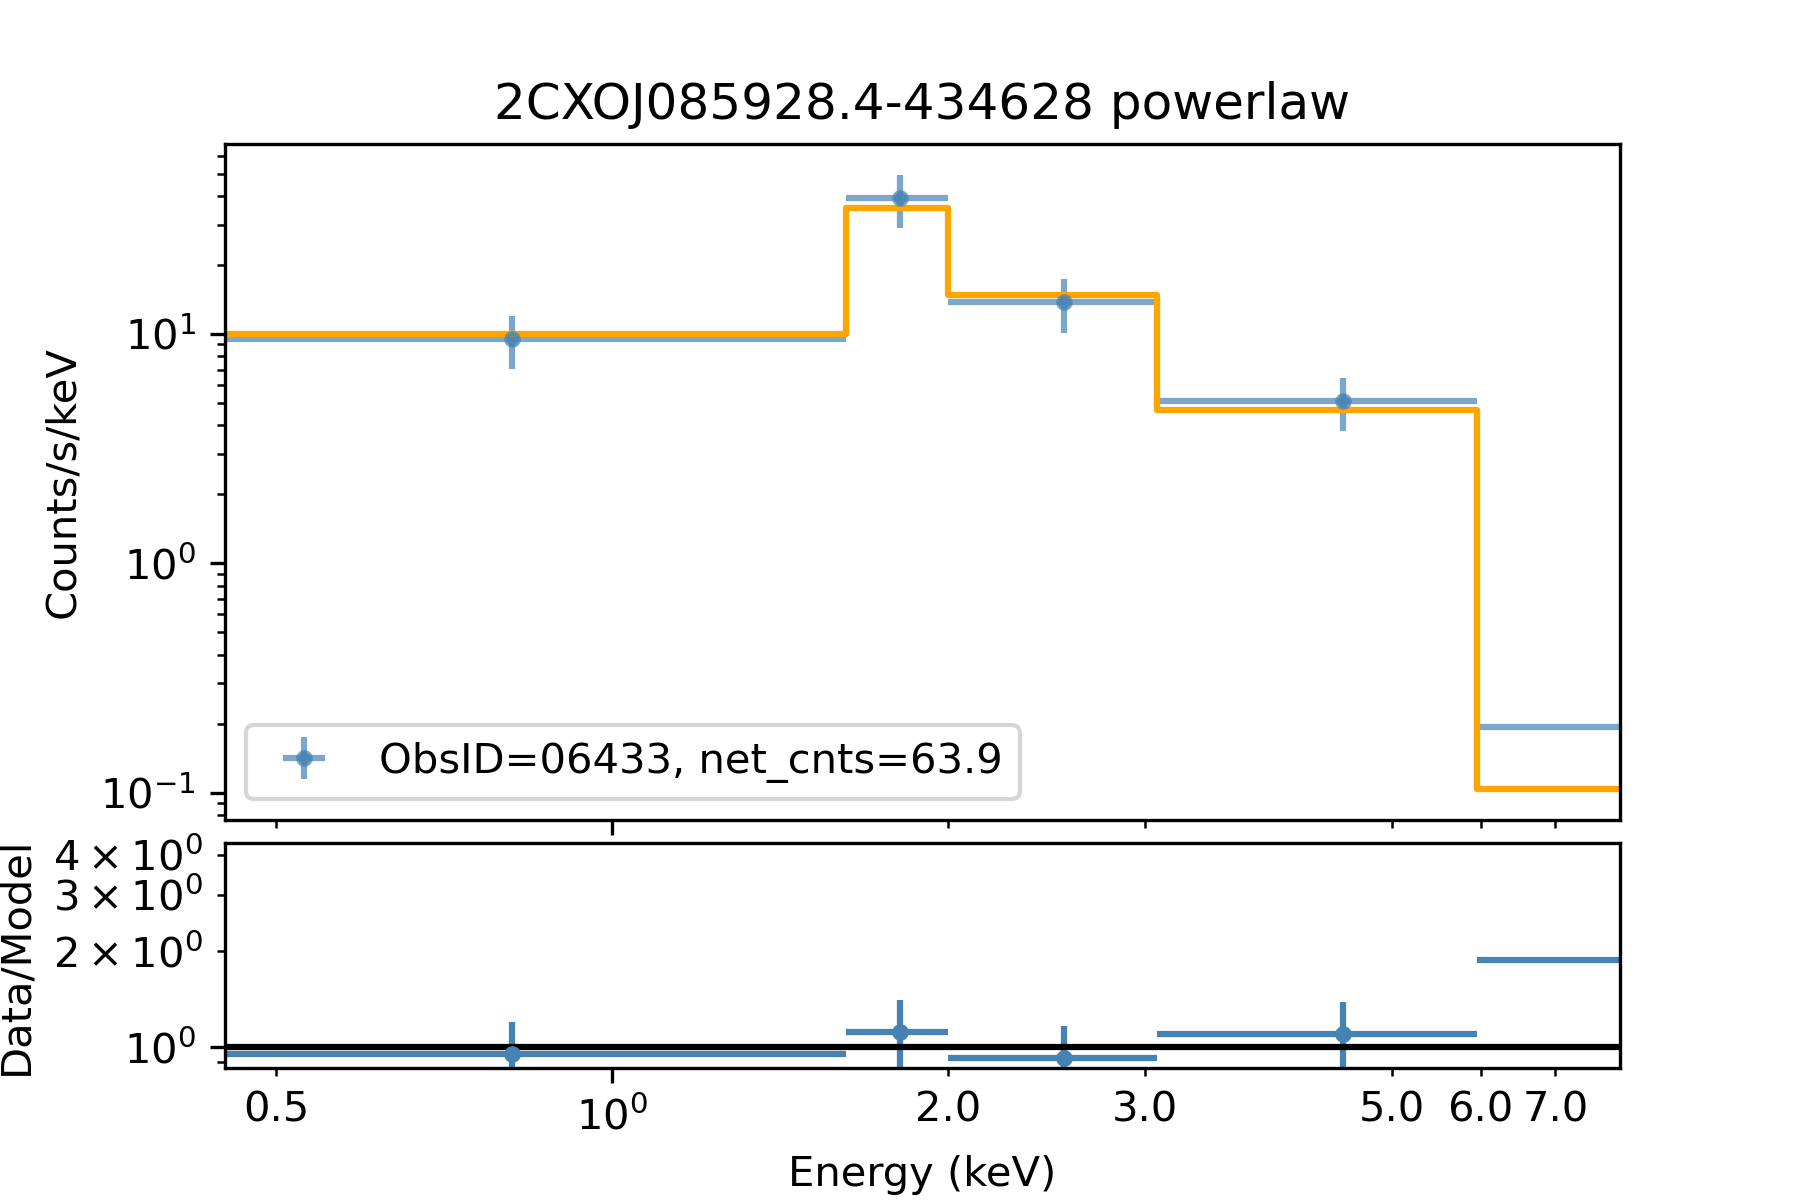 2CXOJ085928.4-434628 powerlaw
Counts/s/keV
10¹
10⁰
10⁻¹
ObsID=06433, net_cnts=63.9
Data/Model
4 × 10⁰
3 × 10⁰
2 × 10⁰
10⁰
0.5 10⁰ 2.0 3.0 5.0 6.0 7.0
Energy (keV)